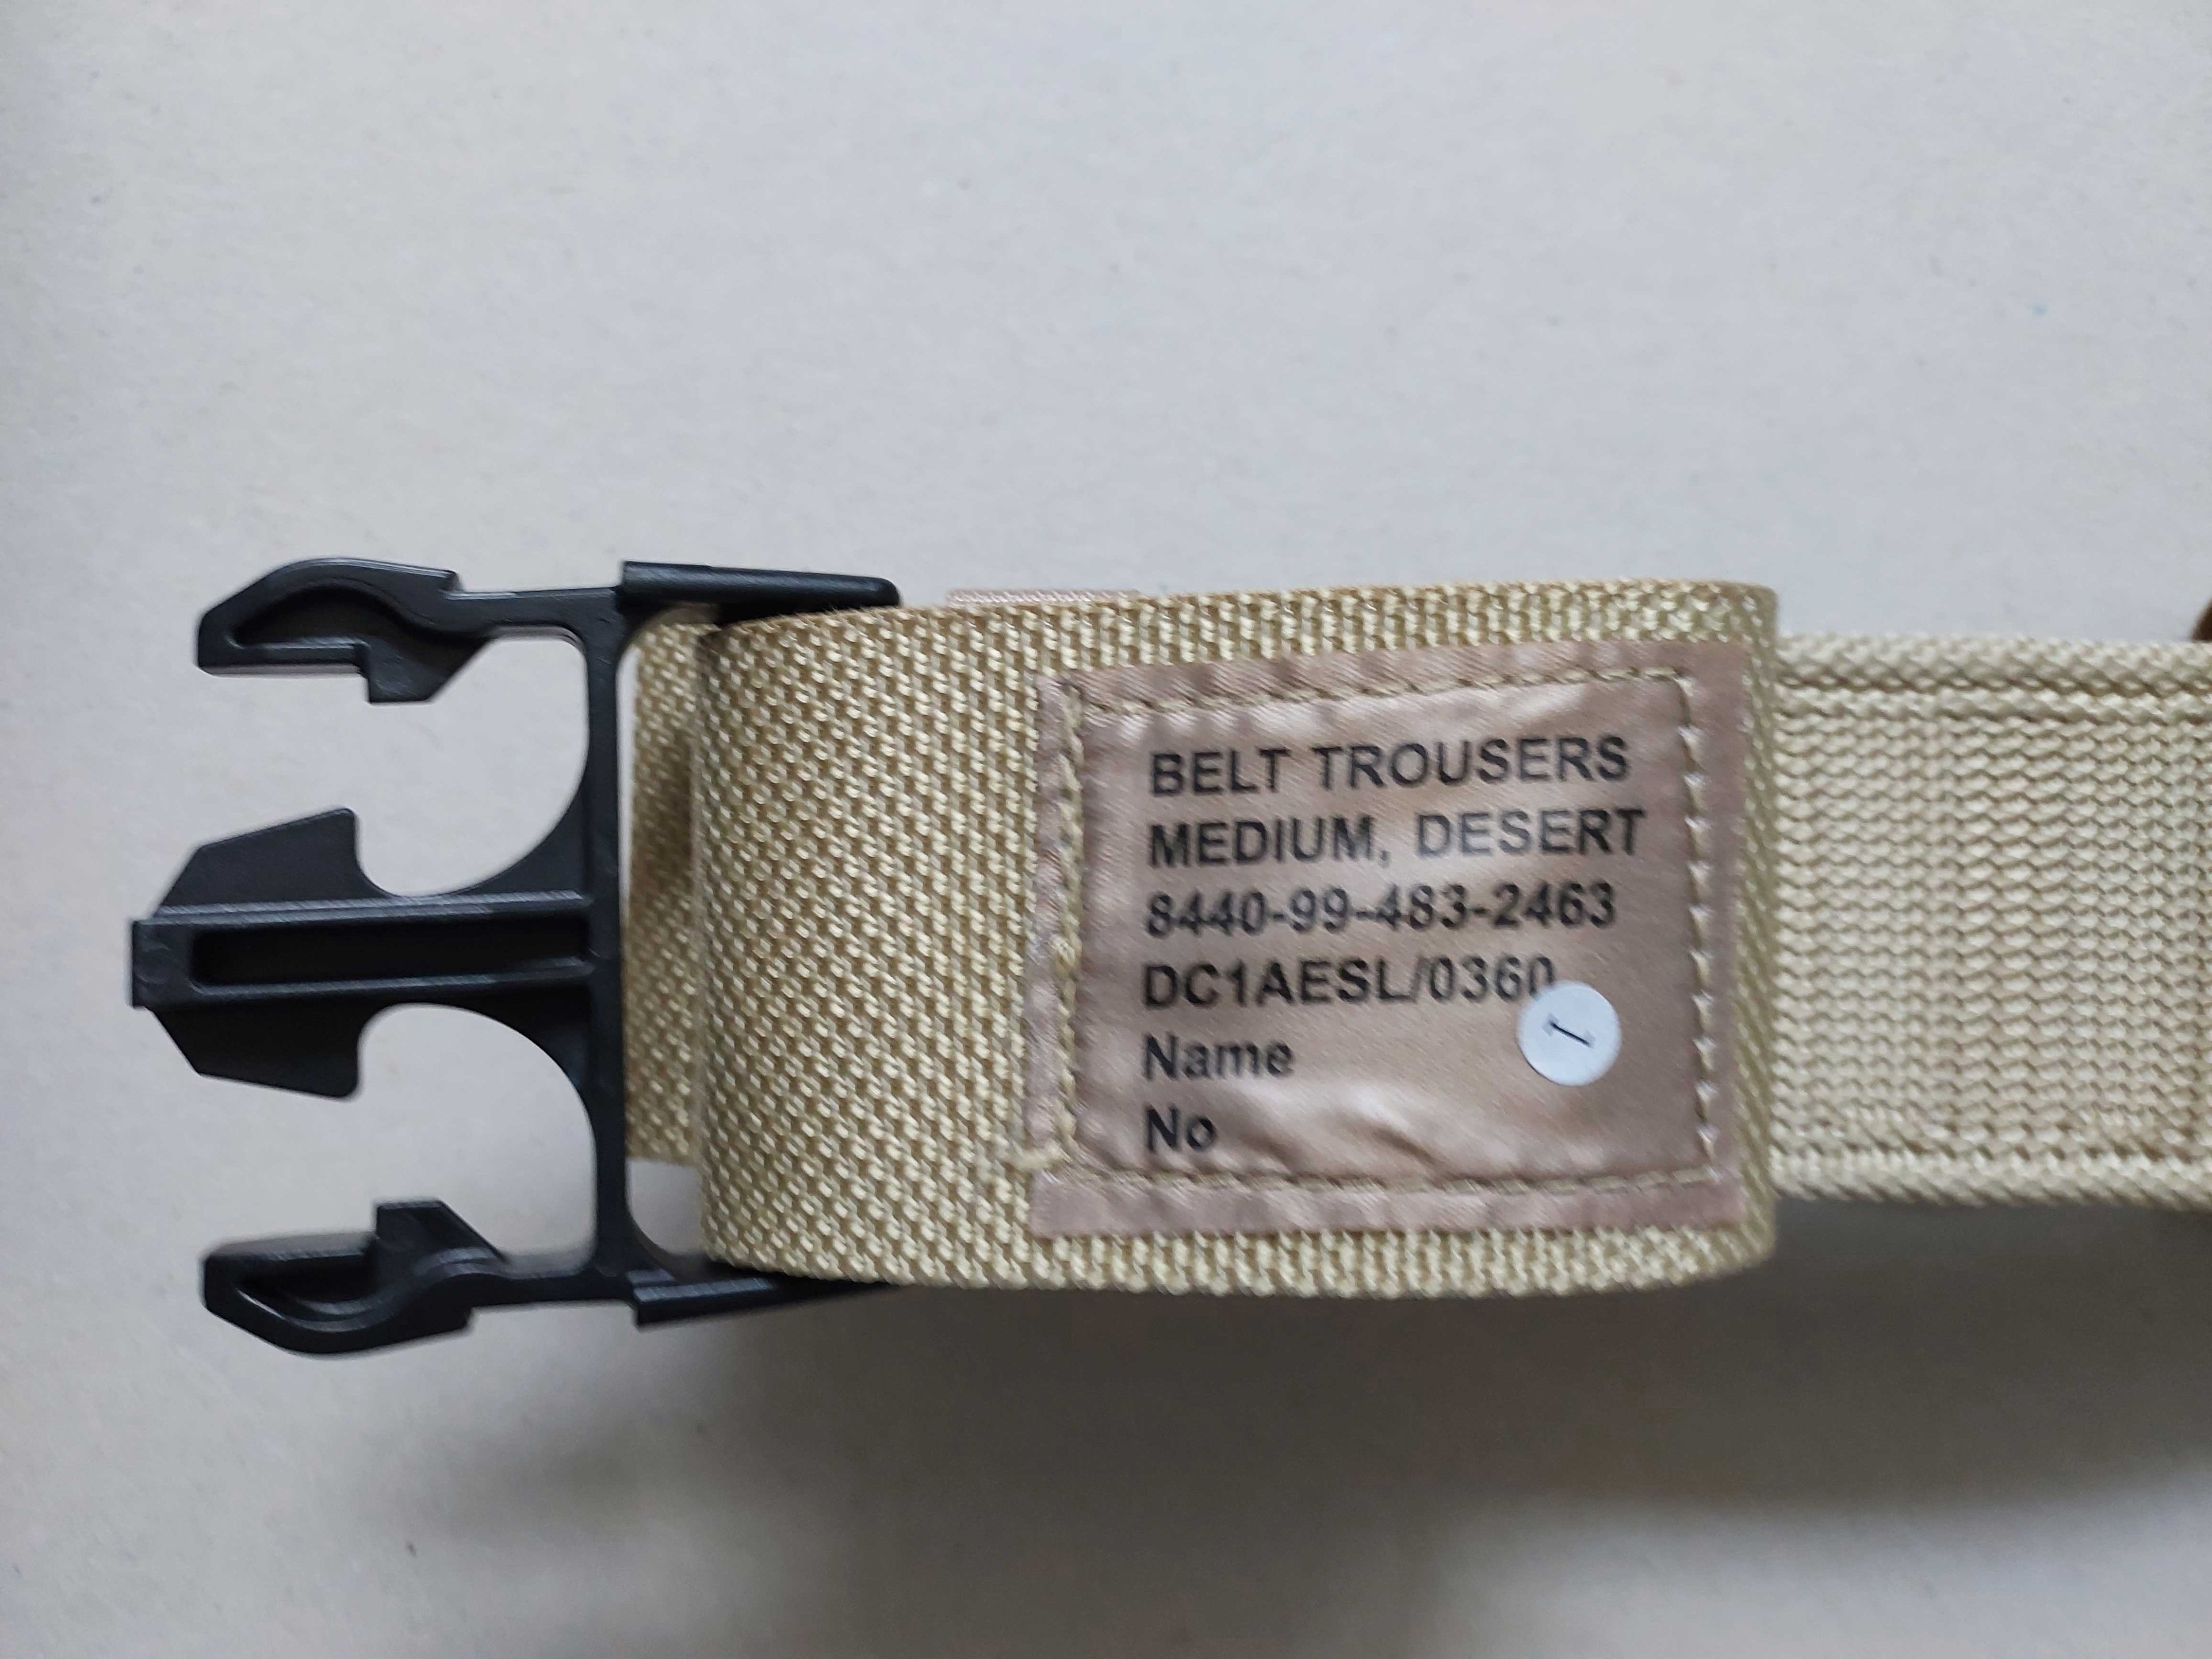 BELT TROUSERS
MEDIUM, DESERT
8440-99-483-2463
DC1AESL/0360
Name
No